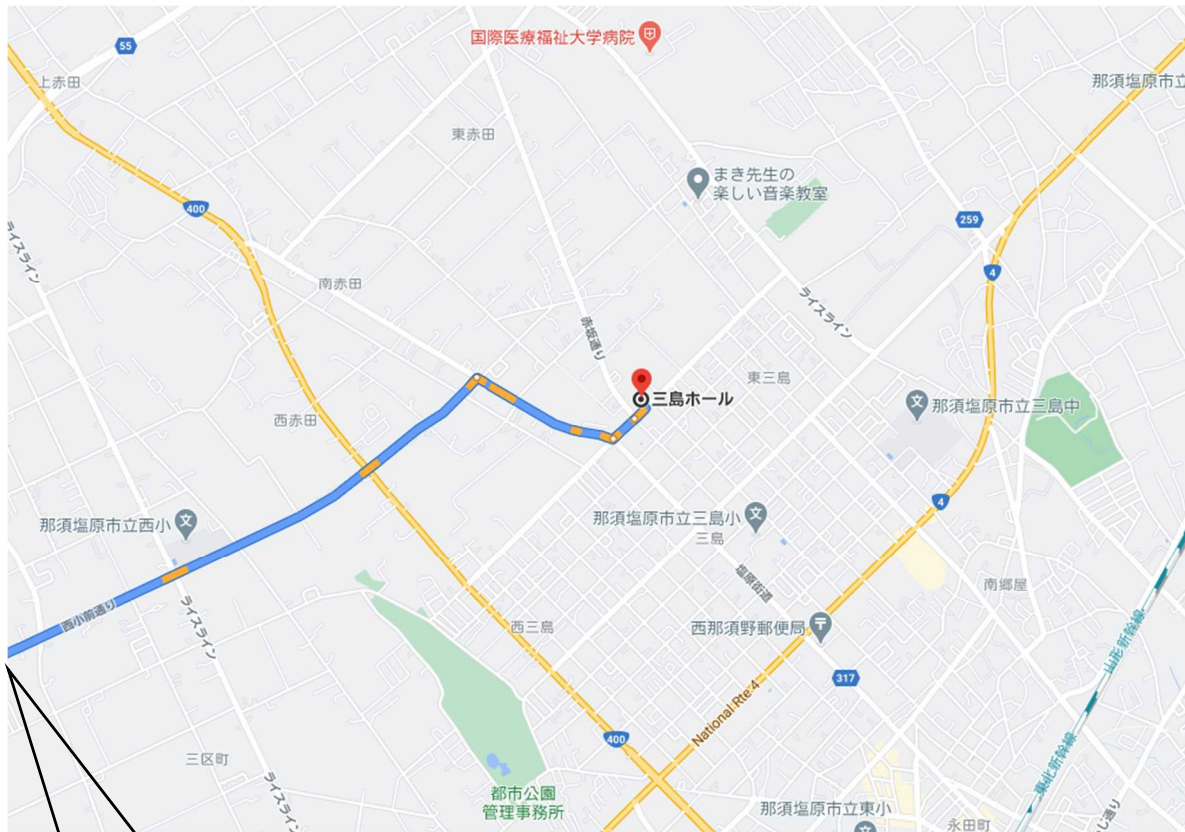 国際医療福祉大学病院
55
上赤田
那須塩原市立
東赤田
まき先生の
楽しい音楽教室
400
259
ライスライン
4
南赤田
ライスライン
赤坂通り
東三島
三島ホール
那須塩原市立三島中
西赤田
4
那須塩原市立西小
那須塩原市立三島小
三島
塩原街道
南郷屋
西小前通り
ライスライン
西三島
西那須野郵便局
山形新幹線
317
National Rte 4
400
三区町
東北新幹線
ライスライン
都市公園
管理事務所
那須塩原市立東小
永田町
じ通り